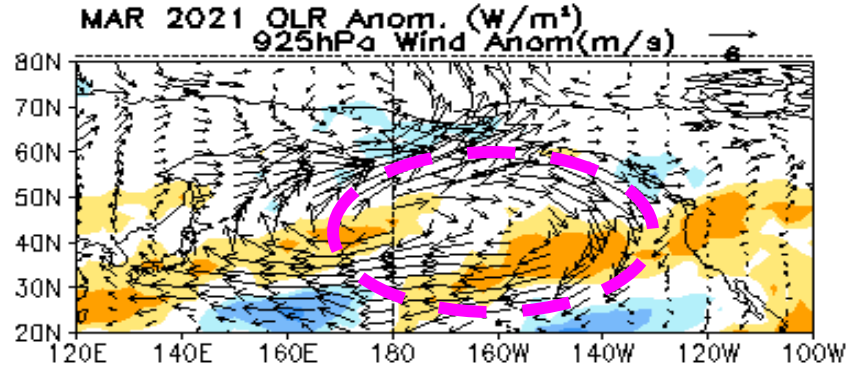 MAR 2021 OLR Anom. (W/m²)
925hPa Wind Anom(m/s)
6
80N
70N
60N
50N
40N
30N
20N
120E 140E 160E 180 160W 140W 120W 100W